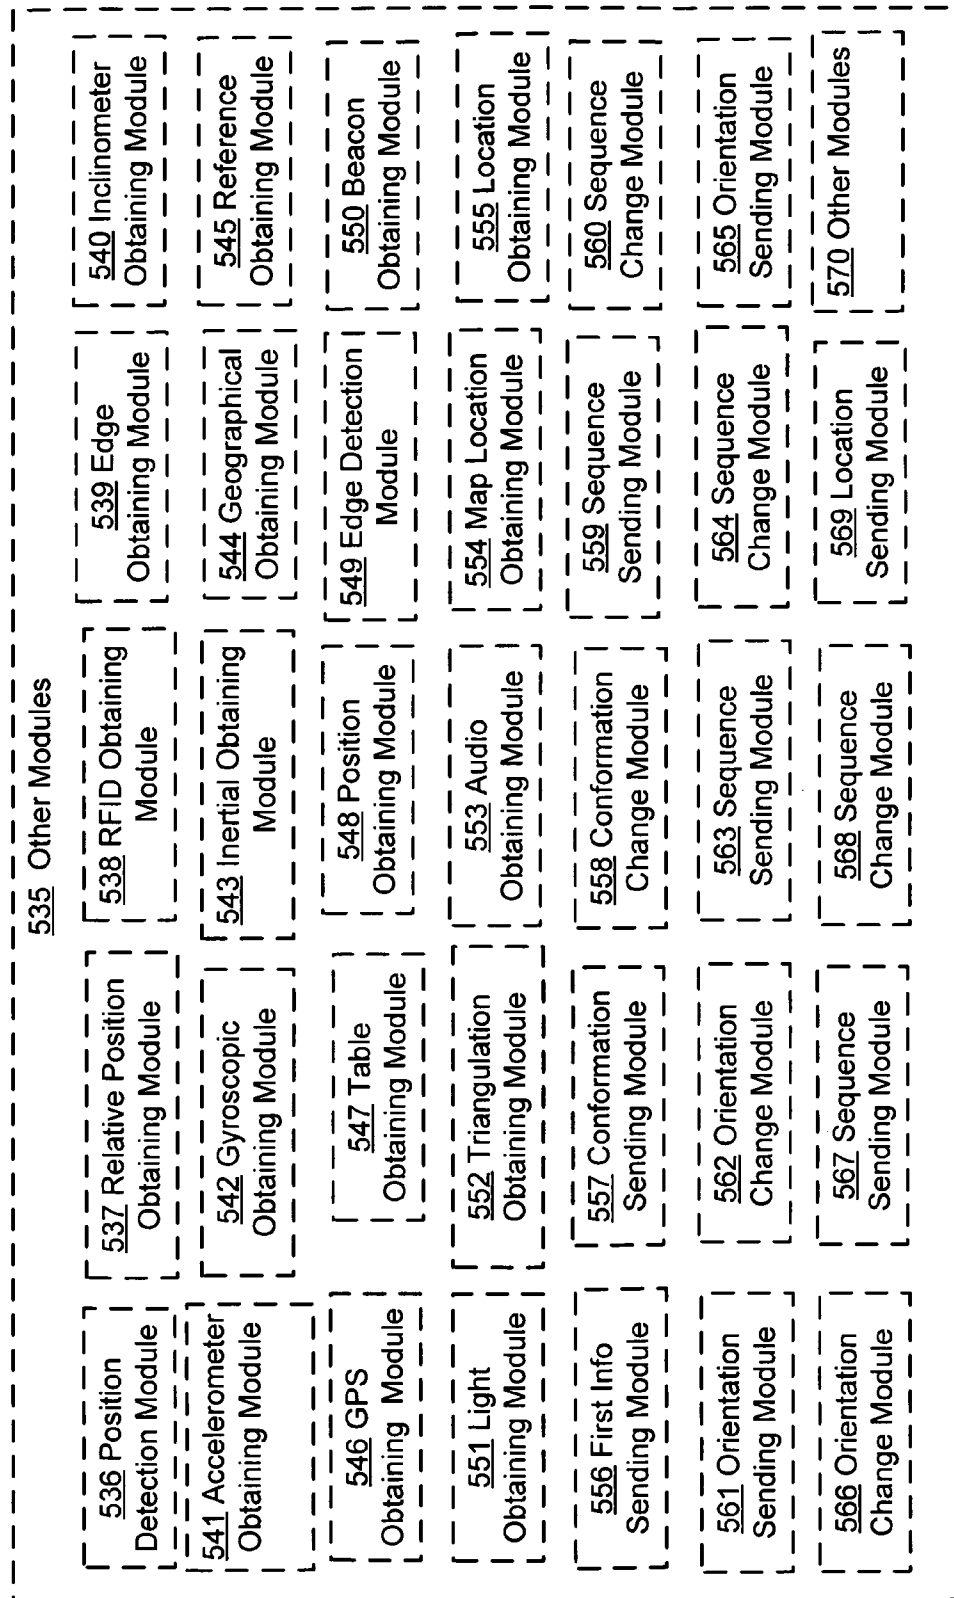 535 Other Modules
536 Position
Detection Module
537 Relative Position
Obtaining Module
538 RFID Obtaining
Module
539 Edge
Obtaining Module
540 Inclinometer
Obtaining Module
541 Accelerometer
Obtaining Module
542 Gyroscopic
Obtaining Module
543 Inertial Obtaining
Module
544 Geographical
Obtaining Module
545 Reference
Obtaining Module
546 GPS
Obtaining Module
547 Table
Obtaining Module
548 Position
Obtaining Module
549 Edge Detection
Module
550 Beacon
Obtaining Module
551 Light
Obtaining Module
552 Triangulation
Obtaining Module
553 Audio
Obtaining Module
554 Map Location
Obtaining Module
555 Location
Obtaining Module
556 First Info
Sending Module
557 Conformation
Sending Module
558 Conformation
Change Module
559 Sequence
Sending Module
560 Sequence
Change Module
561 Orientation
Sending Module
562 Orientation
Change Module
563 Sequence
Sending Module
564 Sequence
Change Module
565 Orientation
Sending Module
566 Orientation
Change Module
567 Sequence
Sending Module
568 Sequence
Change Module
569 Location
Sending Module
570 Other Modules